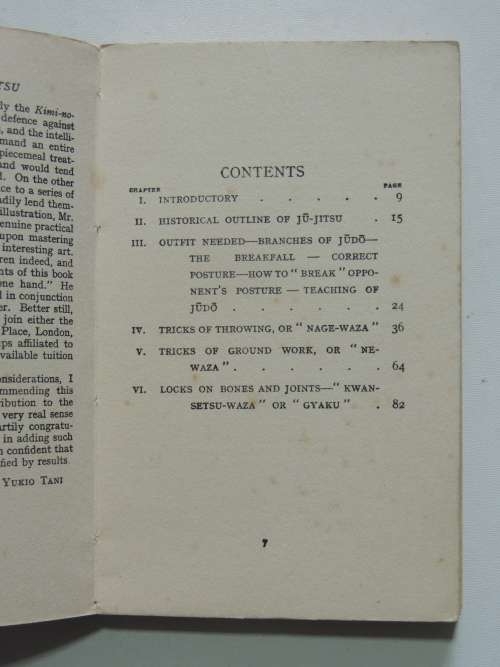 TSU
ly the Kimi-no-
defence against
, and the intelli-
mand an entire
piecemeal treat-
and would tend
d. On the other
ce to a series of
adily lend them-
illustration, Mr.
genuine practical
upon mastering
interesting art.
ren indeed, and
nts of this book
one hand." He
d in conjunction
er. Better still,
join either the
Place, London,
ps affiliated to
available tuition
onsiderations, I
mmending this
ribution to the
very real sense
artily congratu-
in adding such
n confident that
fied by results
YUKIO TANI
CONTENTS
CHAPTER PAGE
I. INTRODUCTORY . . . . . 9
II. HISTORICAL OUTLINE OF JŪ-JITSU . 15
III. OUTFIT NEEDED—BRANCHES OF JŪDŌ—
THE BREAKFALL — CORRECT
POSTURE—HOW TO "BREAK" OPPO-
NENT'S POSTURE — TEACHING OF
JŪDŌ . . . . . . 24
IV. TRICKS OF THROWING, OR "NAGE-WAZA" 36
V. TRICKS OF GROUND WORK, OR "NE-
WAZA" . . . . . . 64
VI. LOCKS ON BONES AND JOINTS—"KWAN-
SETSU-WAZA" OR "GYAKU" . 82
7